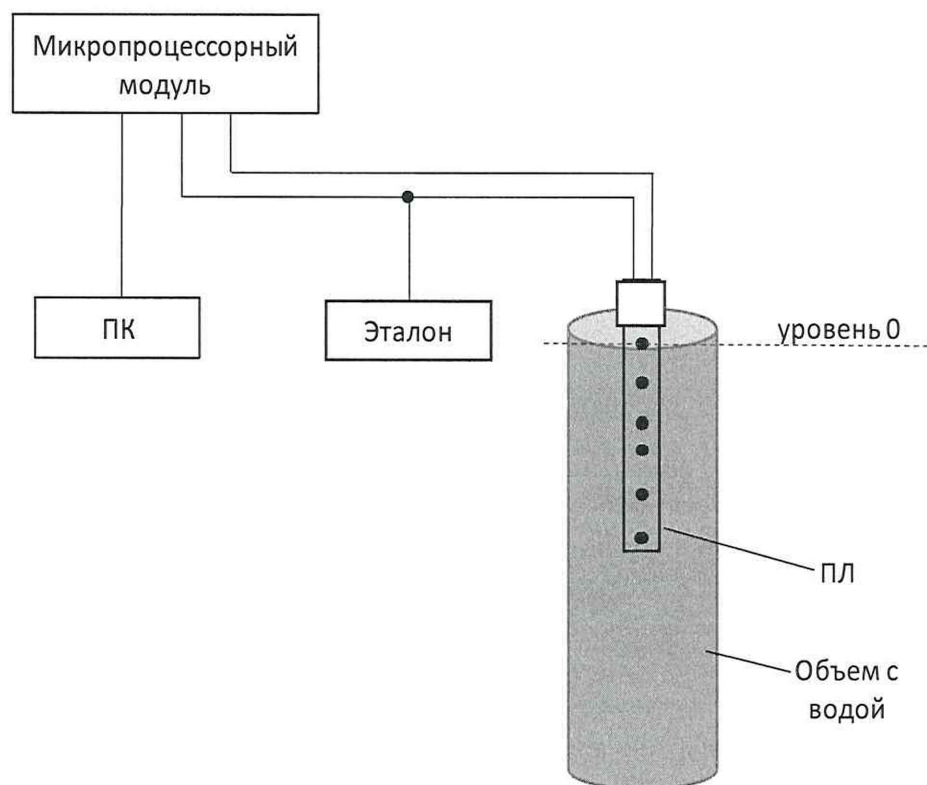 Микропроцессорный
модуль
ПК
Эталон
уровень 0
ПЛ
Объем с
водой